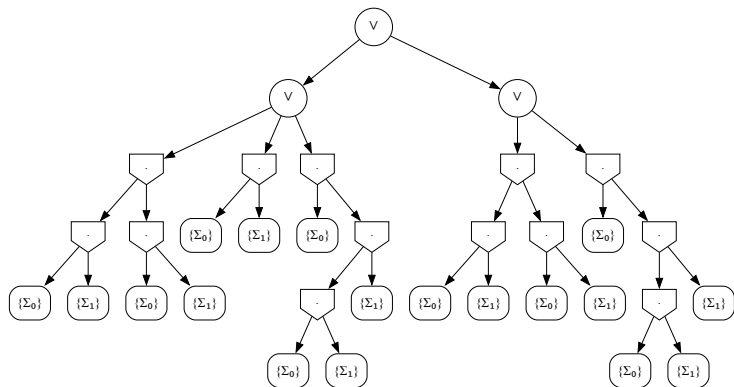 ∨
∨ ∨
. . . . .
. . {Σ₀} {Σ₁} {Σ₀} . . . {Σ₀} .
{Σ₀} {Σ₁} {Σ₀} {Σ₁} . {Σ₁} {Σ₀} {Σ₁} {Σ₀} {Σ₁} . {Σ₁}
{Σ₀} {Σ₁} {Σ₀} {Σ₁}